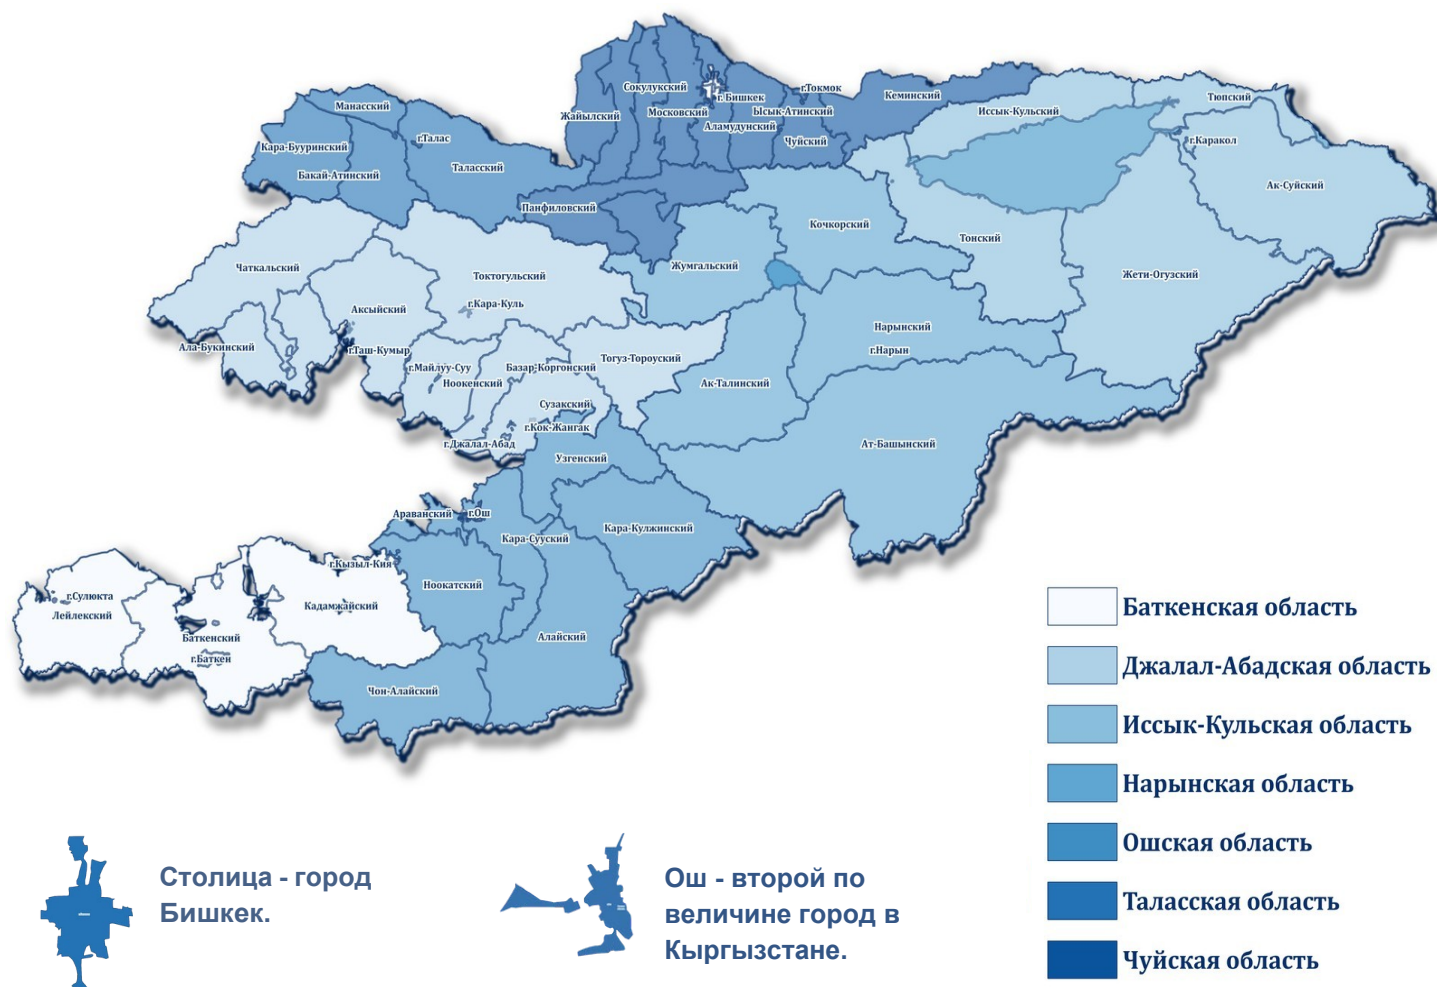 Сокулукский
Московский
г. Бишкек
г.Токмок
Кеминский
Жайылский
Ысык-Атинский
Аламудунский
Чуйский
Иссык-Кульский
Тюпский
г.Каракол
Ак-Суйский
Манасский
г.Талас
Кара-Бууринский
Бакай-Атинский
Таласский
Панфиловский
Кочкорский
Тонский
Жети-Огузский
Жумгальский
Чаткальский
Токтогульский
г.Кара-Куль
Аксыйский
Ала-Букинский
г.Таш-Кумыр
г.Майлуу-Суу
Ноокенский
Базар-Коргонский
Тогуз-Тороуский
Нарынский
г.Нарын
Ак-Талинский
Сузакский
г.Кок-Жангак
г.Джалал-Абад
Узгенский
Ат-Башынский
Араванский
г.Ош
Кара-Сууский
Кара-Кулжинский
г.Кызыл-Кия
Ноокатский
г.Сулюкта
Лейлекский
Кадамжайский
Баткенский
г.Баткен
Алайский
Чон-Алайский
Баткенская область
Джалал-Абадская область
Иссык-Кульская область
Нарынская область
Ошская область
Таласская область
Чуйская область
Столица - город
Бишкек.
Ош - второй по
величине город в
Кыргызстане.